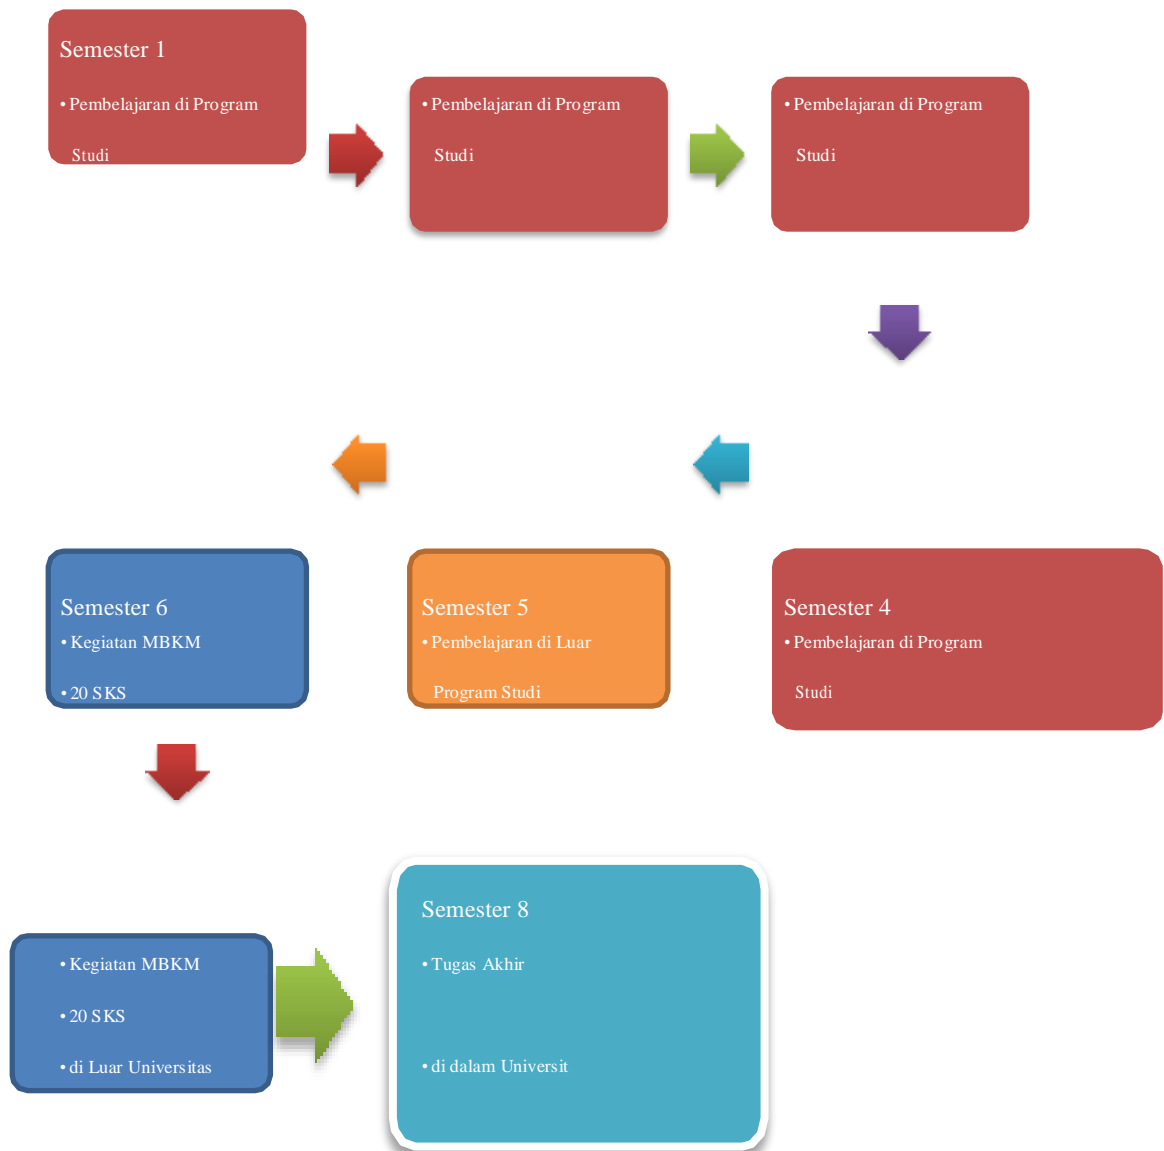 Semester 1
• Pembelajaran di Program
Studi
• Pembelajaran di Program
Studi
• Pembelajaran di Program
Studi
Semester 4
• Pembelajaran di Program
Studi
Semester 5
• Pembelajaran di Luar
Program Studi
Semester 6
• Kegiatan MBKM
• 20 SKS
• Kegiatan MBKM
• 20 SKS
• di Luar Universitas
Semester 8
• Tugas Akhir
• di dalam Universit